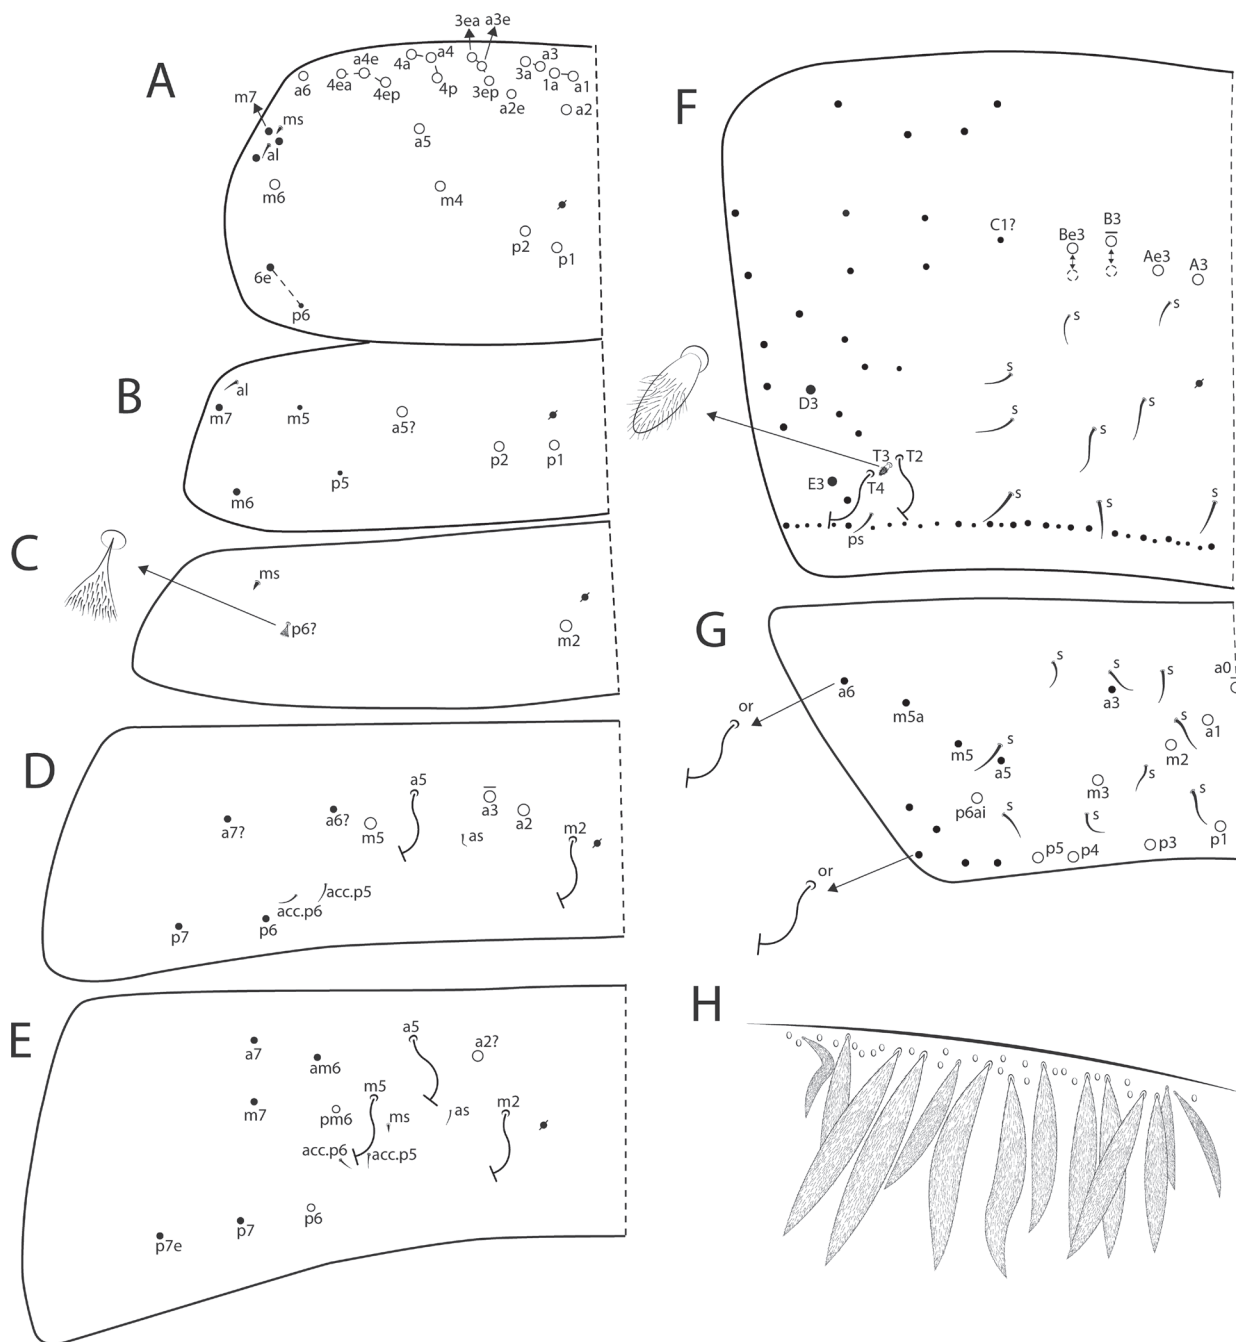 A
3ea a3e
a6 4ea a4e 4ep 4a a4 4p 3ep a2e 3a a3 1a a1 a2
m7 ms
al
a5
m6 m4
p2 p1
6e
p6
B
al
m7 m5 a5? p2 p1
m6 p5
C
ms
p6? m2
D
a5
a7? a6? m5 a3 a2
as m2
acc.p6 acc.p5
p7 p6
E
a5 a2?
a7 am6
m5
m7 pm6 ms as m2
acc.p6 acc.p5
p6
p7e p7
F
C1? Be3 B3 Ae3 A3
s s
s
D3 s s
s
T3 T2
E3 T4
s s s
ps
G
s s s a0
or a6 m5a a3
s a1
m5 s a5 m2
s
p6ai s m3 s s
p5 p4 p3 p1
or
H